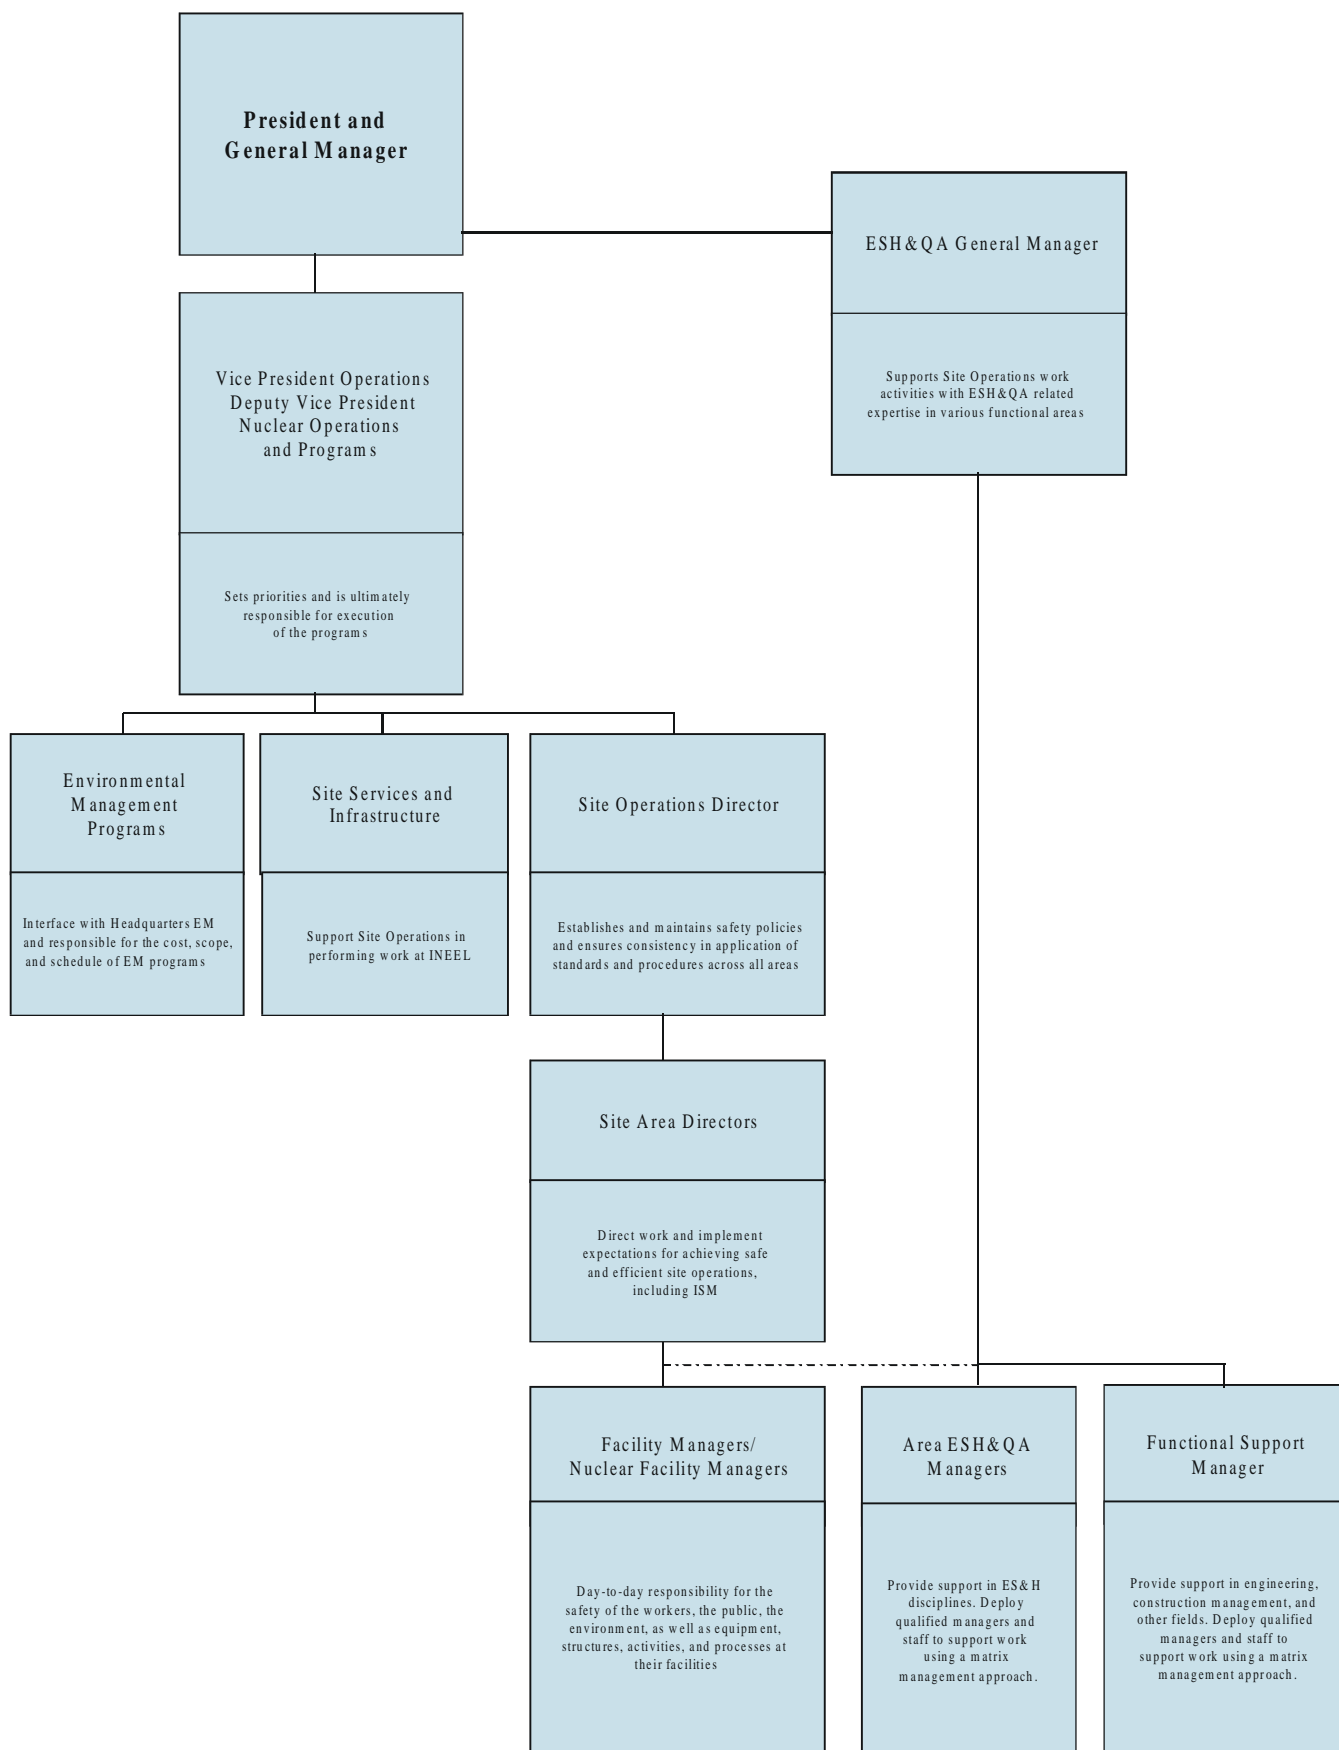 President and
General Manager
ESH&QA General Manager
Supports Site Operations work
activities with ESH&QA related
expertise in various functional areas
Vice President Operations
Deputy Vice President
Nuclear Operations
and Programs
Sets priorities and is ultimately
responsible for execution
of the programs
Environmental
Management
Programs
Interface with Headquarters EM
and responsible for the cost, scope,
and schedule of EM programs
Site Services and
Infrastructure
Support Site Operations in
performing work at INEEL
Site Operations Director
Establishes and maintains safety policies
and ensures consistency in application of
standards and procedures across all areas
Site Area Directors
Direct work and implement
expectations for achieving safe
and efficient site operations,
including ISM
Facility Managers/
Nuclear Facility Managers
Day-to-day responsibility for the
safety of the workers, the public, the
environment, as well as equipment,
structures, activities, and processes at
their facilities
Area ESH&QA
Managers
Provide support in ES&H
disciplines. Deploy
qualified managers and
staff to support work
using a matrix
management approach.
Functional Support
Manager
Provide support in engineering,
construction management, and
other fields. Deploy qualified
managers and staff to
support work using a matrix
management approach.